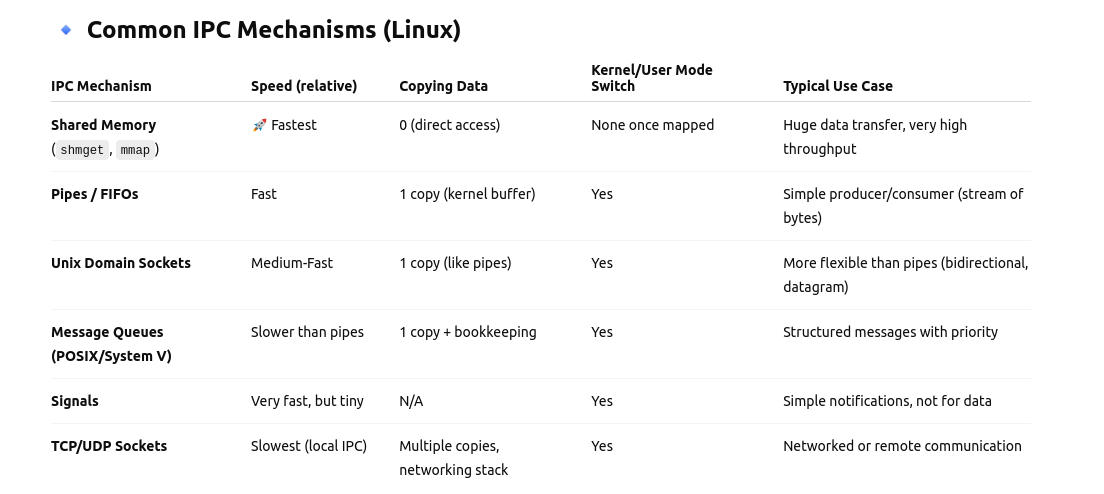 🔹 Common IPC Mechanisms (Linux)
IPC Mechanism Speed (relative) Copying Data Kernel/User Mode Switch Typical Use Case
Shared Memory 🚀 Fastest 0 (direct access) None once mapped Huge data transfer, very high
(shmget, mmap) throughput
Pipes / FIFOs Fast 1 copy (kernel buffer) Yes Simple producer/consumer (stream of
bytes)
Unix Domain Sockets Medium-Fast 1 copy (like pipes) Yes More flexible than pipes (bidirectional,
datagram)
Message Queues Slower than pipes 1 copy + bookkeeping Yes Structured messages with priority
(POSIX/System V)
Signals Very fast, but tiny N/A Yes Simple notifications, not for data
TCP/UDP Sockets Slowest (local IPC) Multiple copies, Yes Networked or remote communication
networking stack